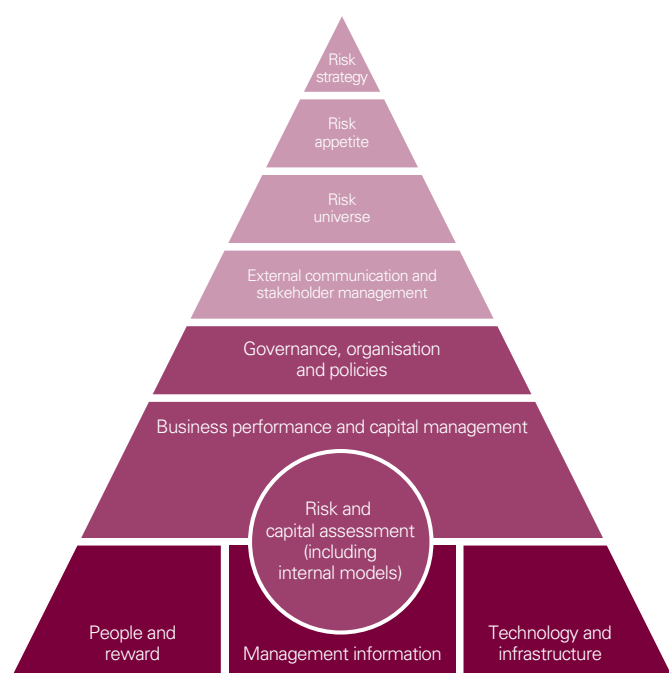 Risk
strategy
Risk
appetite
Risk
universe
External communication and
stakeholder management
Governance, organisation
and policies
Business performance and capital management
Risk and
capital assessment
(including
internal models)
People and
reward
Management information
Technology and
infrastructure